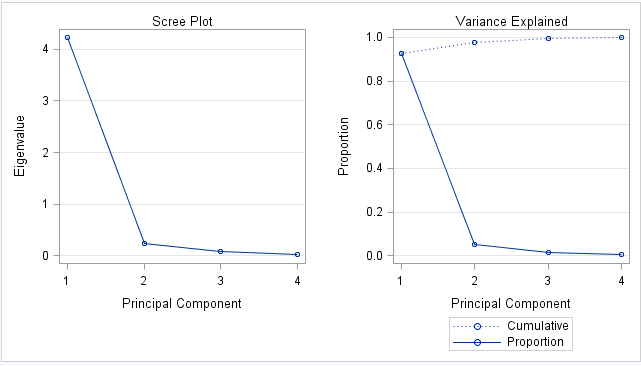 Scree Plot
4
3
2
1
0
Eigenvalue
1 2 3 4
Principal Component
Variance Explained
1.0
0.8
0.6
0.4
0.2
0.0
Proportion
1 2 3 4
Principal Component
Cumulative
Proportion